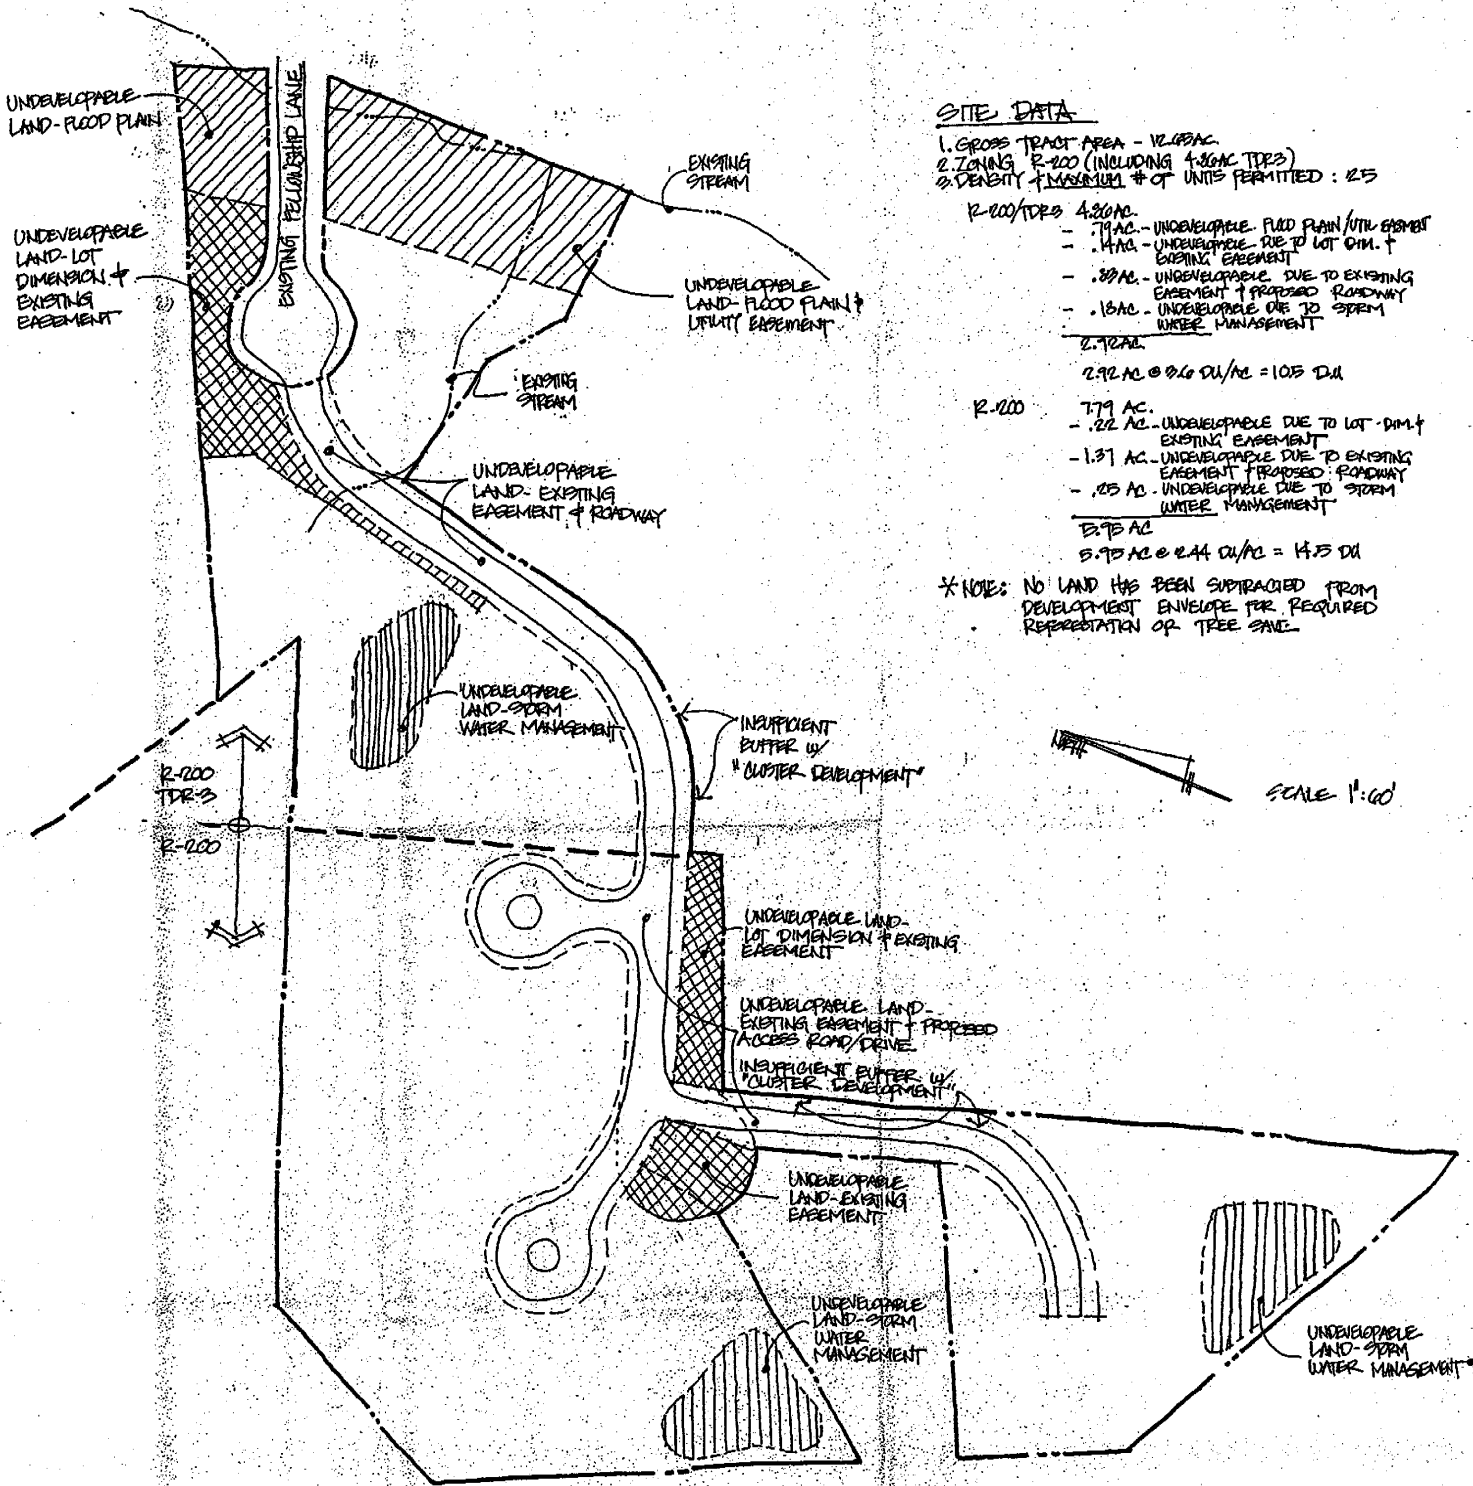 UNDEVELOPABLE
LAND-FLOOD PLAIN
EXISTING FELLOWSHIP LANE
UNDEVELOPABLE
LAND-LOT
DIMENSION &
EXISTING
EASEMENT
EXISTING
STREAM
UNDEVELOPABLE
LAND-FLOOD PLAIN &
UTILITY EASEMENT
EXISTING
STREAM
UNDEVELOPABLE
LAND-EXISTING
EASEMENT & ROADWAY
SITE DATA
1. GROSS TRACT AREA -
2. ZONING R-200 (INCLUDING 4.86AC TDR3)
3. DENSITY & MAXIMUM # OF UNITS PERMITTED : 25
R-200/TDR3 4.86AC.
- .79AC.- UNDEVELOPABLE FLOOD PLAIN/UTIL EASMENT
- .14AC.- UNDEVELOPABLE DUE TO LOT DIM. &
EXISTING EASEMENT
- UNDEVELOPABLE DUE TO EXISTING
EASEMENT & PROPOSED ROADWAY
- .18AC.- UNDEVELOPABLE DUE TO STORM
WATER MANAGEMENT
2.92AC.
2.92 AC @ 3.6 DU/AC = 10.5 D.U
R-200 7.79 AC.
- .22 AC.- UNDEVELOPABLE DUE TO LOT DIM. &
EXISTING EASEMENT
- 1.37 AC.- UNDEVELOPABLE DUE TO EXISTING
EASEMENT & PROPOSED ROADWAY
- .25 AC.- UNDEVELOPABLE DUE TO STORM
WATER MANAGEMENT
5.95 AC
5.95 AC @ 2.44 DU/AC = 14.5 DU
* NOTE: NO LAND HAS BEEN SUBTRACTED FROM
DEVELOPMENT ENVELOPE FOR REQUIRED
REFORESTATION OR TREE SAVE
UNDEVELOPABLE
LAND-STORM
WATER MANAGEMENT
INSUFFICIENT
BUFFER W/
"CLUSTER DEVELOPMENT"
NORTH
SCALE 1":60'
R-200
TDR-3
R-200
UNDEVELOPABLE LAND-
LOT DIMENSION & EXISTING
EASEMENT
UNDEVELOPABLE LAND-
EXISTING EASEMENT & PROPOSED
ACCESS ROAD/DRIVE
INSUFFICIENT BUFFER W/
"CLUSTER DEVELOPMENT"
UNDEVELOPABLE
LAND-EXISTING
EASEMENT
UNDEVELOPABLE
LAND-STORM
WATER
MANAGEMENT
UNDEVELOPABLE
LAND-STORM
WATER MANAGEMENT